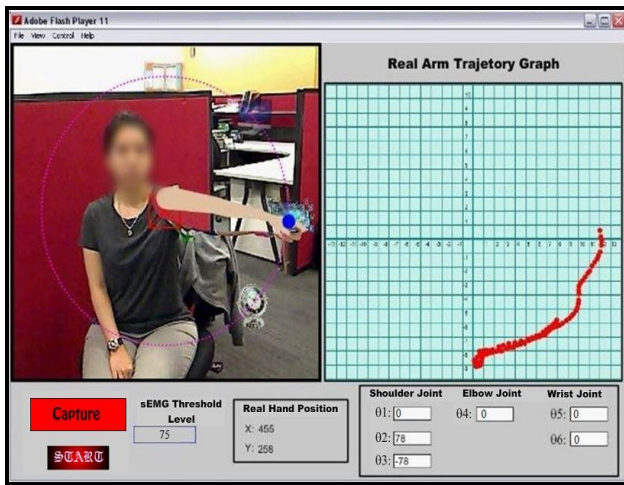 Adobe Flash Player 11
File View Control Help
Real Arm Trajetory Graph
Capture
START
sEMG Threshold
Level
75
Real Hand Position
X: 455
Y: 258
Shoulder Joint Elbow Joint Wrist Joint
θ1: 0 θ4: 0 θ5: 0
θ2: 78 θ6: 0
θ3: -78